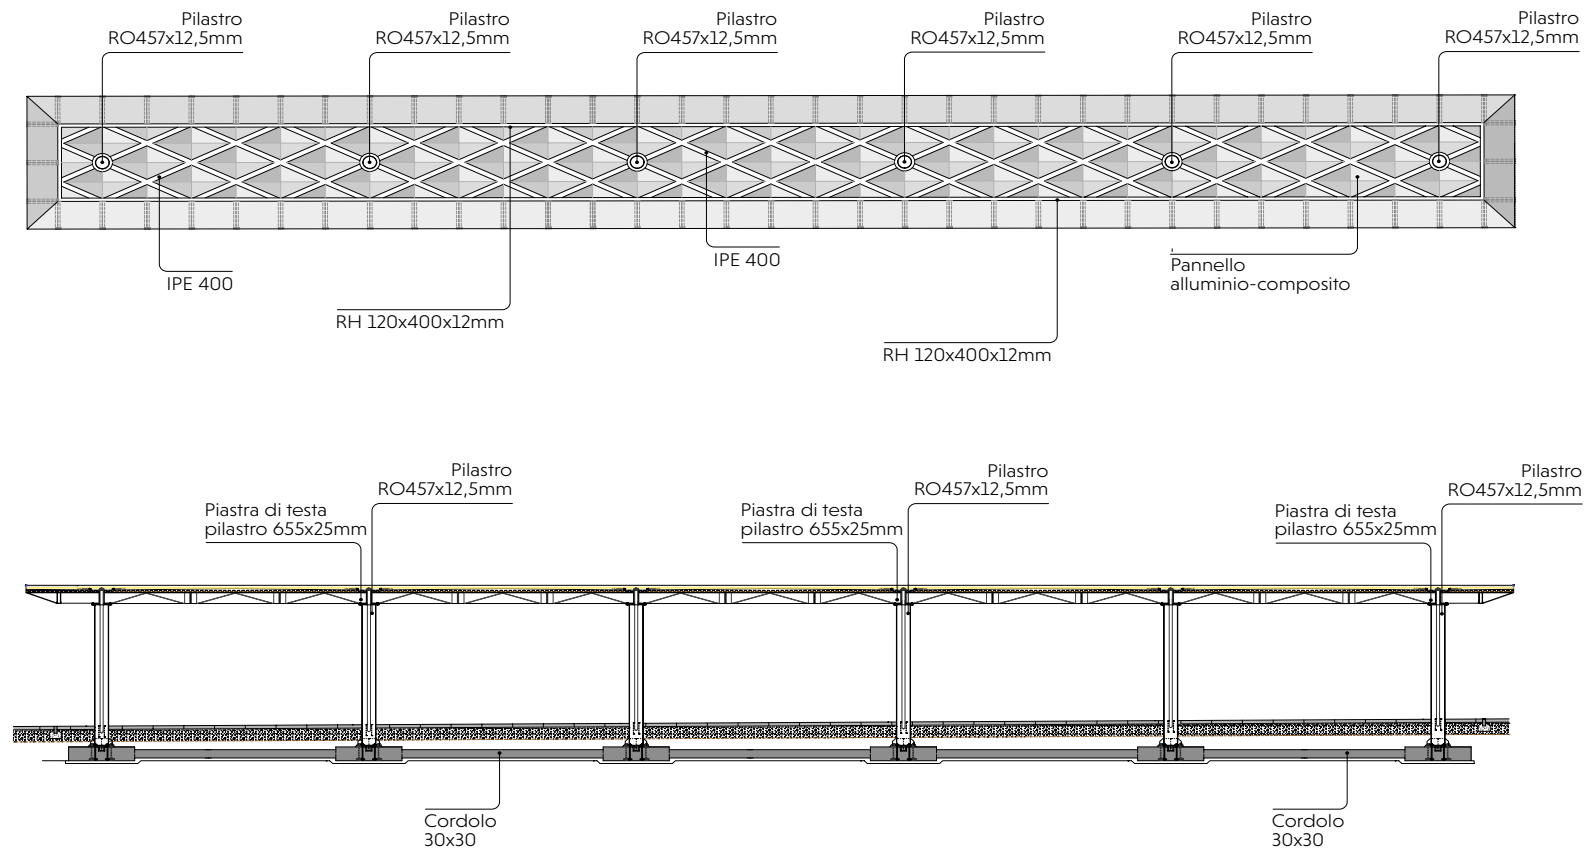 Pilastro
RO457x12,5mm
Pilastro
RO457x12,5mm
Pilastro
RO457x12,5mm
Pilastro
RO457x12,5mm
Pilastro
RO457x12,5mm
Pilastro
RO457x12,5mm
IPE 400
IPE 400
Pannello
alluminio-composito
RH 120x400x12mm
RH 120x400x12mm
Pilastro
RO457x12,5mm
Piastra di testa
pilastro 655x25mm
Pilastro
RO457x12,5mm
Piastra di testa
pilastro 655x25mm
Pilastro
RO457x12,5mm
Piastra di testa
pilastro 655x25mm
Cordolo
30x30
Cordolo
30x30